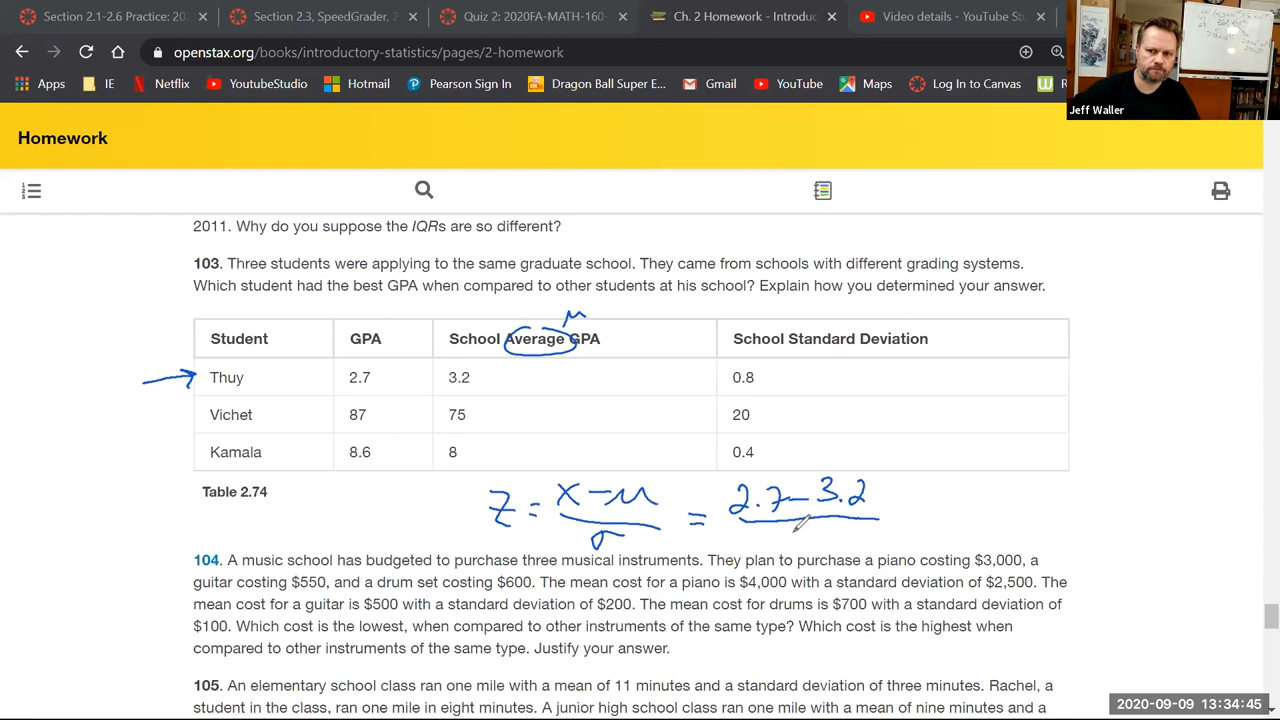 Section 2.1-2.6 Practice: 202
Section 2.3, SpeedGrader,
Quiz
MATH-160
Ch. 2 Homework - Introd
Video details - YouTube St
openstax.org/books/introductory-statistics/pages/2-homework
Apps IE Netflix YouTubeStudio Pearson Demon Ball Super E... Gmail YouTube Maps Log In to Canvas
Jeff Waller
Homework
2011. Why do you suppose the IQRs are so different?
103. Three students were applying to the same graduate school. They came from schools with different grading systems.
Which student had the best GPA when compared to other students at his school? Explain how you determined your answer.
μ
Student GPA School Average GPA School Standard Deviation
Thuy 2.7 3.2 0.8
Vichet 87 75 20
Kamala 8.6 8 0.4
Table 2.74
z = x-μ / σ = 2.7-3.2
104. A music school has budgeted to purchase three musical instruments. They plan to purchase a piano costing $3,000, a
guitar costing $550, and a drum set costing $600. The mean cost for a piano is $4,000 with a standard deviation of $2,500. The
mean cost for a guitar is $500 with a standard deviation of $200. The mean cost for drums is $700 with a standard deviation of
$100. Which cost is the lowest, when compared to other instruments of the same type? Which cost is the highest when
compared to other instruments of the same type. Justify your answer.
105. An elementary school class ran one mile with a mean of 11 minutes and a standard deviation of three minutes. Rachel, a
student in the class, ran one mile in eight minutes. A junior high school class ran one mile with a mean of nine minutes and a
2020-09-09 13:34:45